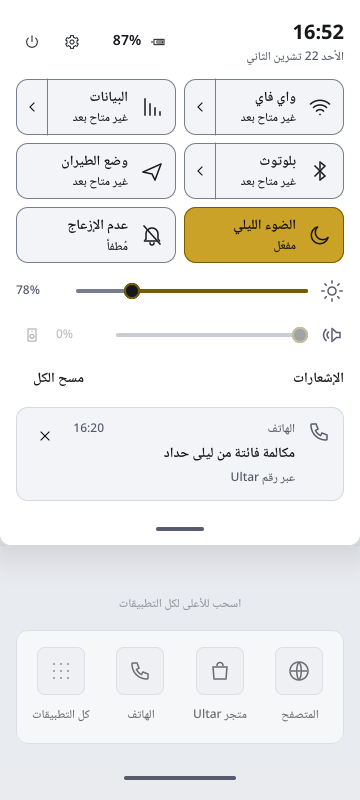 16:52
87%
الأحد 22 تشرين الثاني
واي فاي
غير متاح بعد
البيانات
غير متاح بعد
بلوتوث
غير متاح بعد
وضع الطيران
غير متاح بعد
الضوء الليلي
مفعّل
عدم الإزعاج
مُطفأ
78%
0%
الإشعارات
مسح الكل
الهاتف
16:20
مكالمة فائتة من ليلى حداد
عبر رقم Ultar
اسحب للأعلى لكل التطبيقات
المتصفح
متجر Ultar
الهاتف
كل التطبيقات